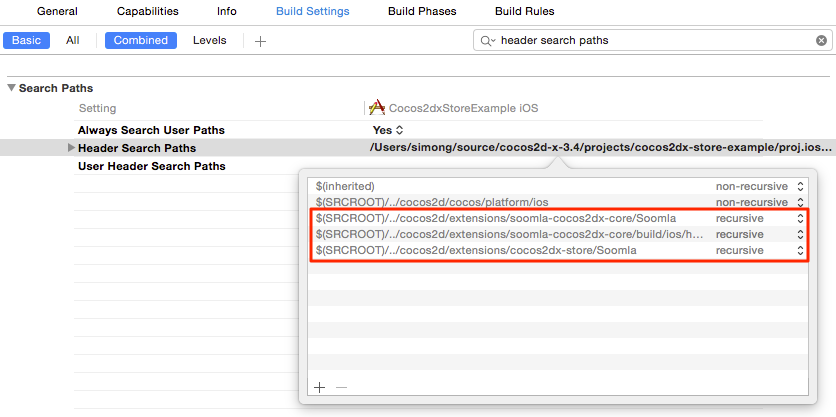 General Capabilities Info Build Settings Build Phases Build Rules
Basic All Combined Levels + header search paths
Search Paths
Setting Cocos2dxStoreExample iOS
Always Search User Paths Yes
Header Search Paths /Users/simong/source/cocos2d-x-3.4/projects/cocos2dx-store-example/proj.ios...
User Header Search Paths
$(inherited) non-recursive
$(SRCROOT)/../cocos2d/cocos/platform/ios non-recursive
$(SRCROOT)/../cocos2d/extensions/soomla-cocos2dx-core/Soomla recursive
$(SRCROOT)/../cocos2d/extensions/soomla-cocos2dx-core/build/ios/h... recursive
$(SRCROOT)/../cocos2d/extensions/cocos2dx-store/Soomla recursive
+ −